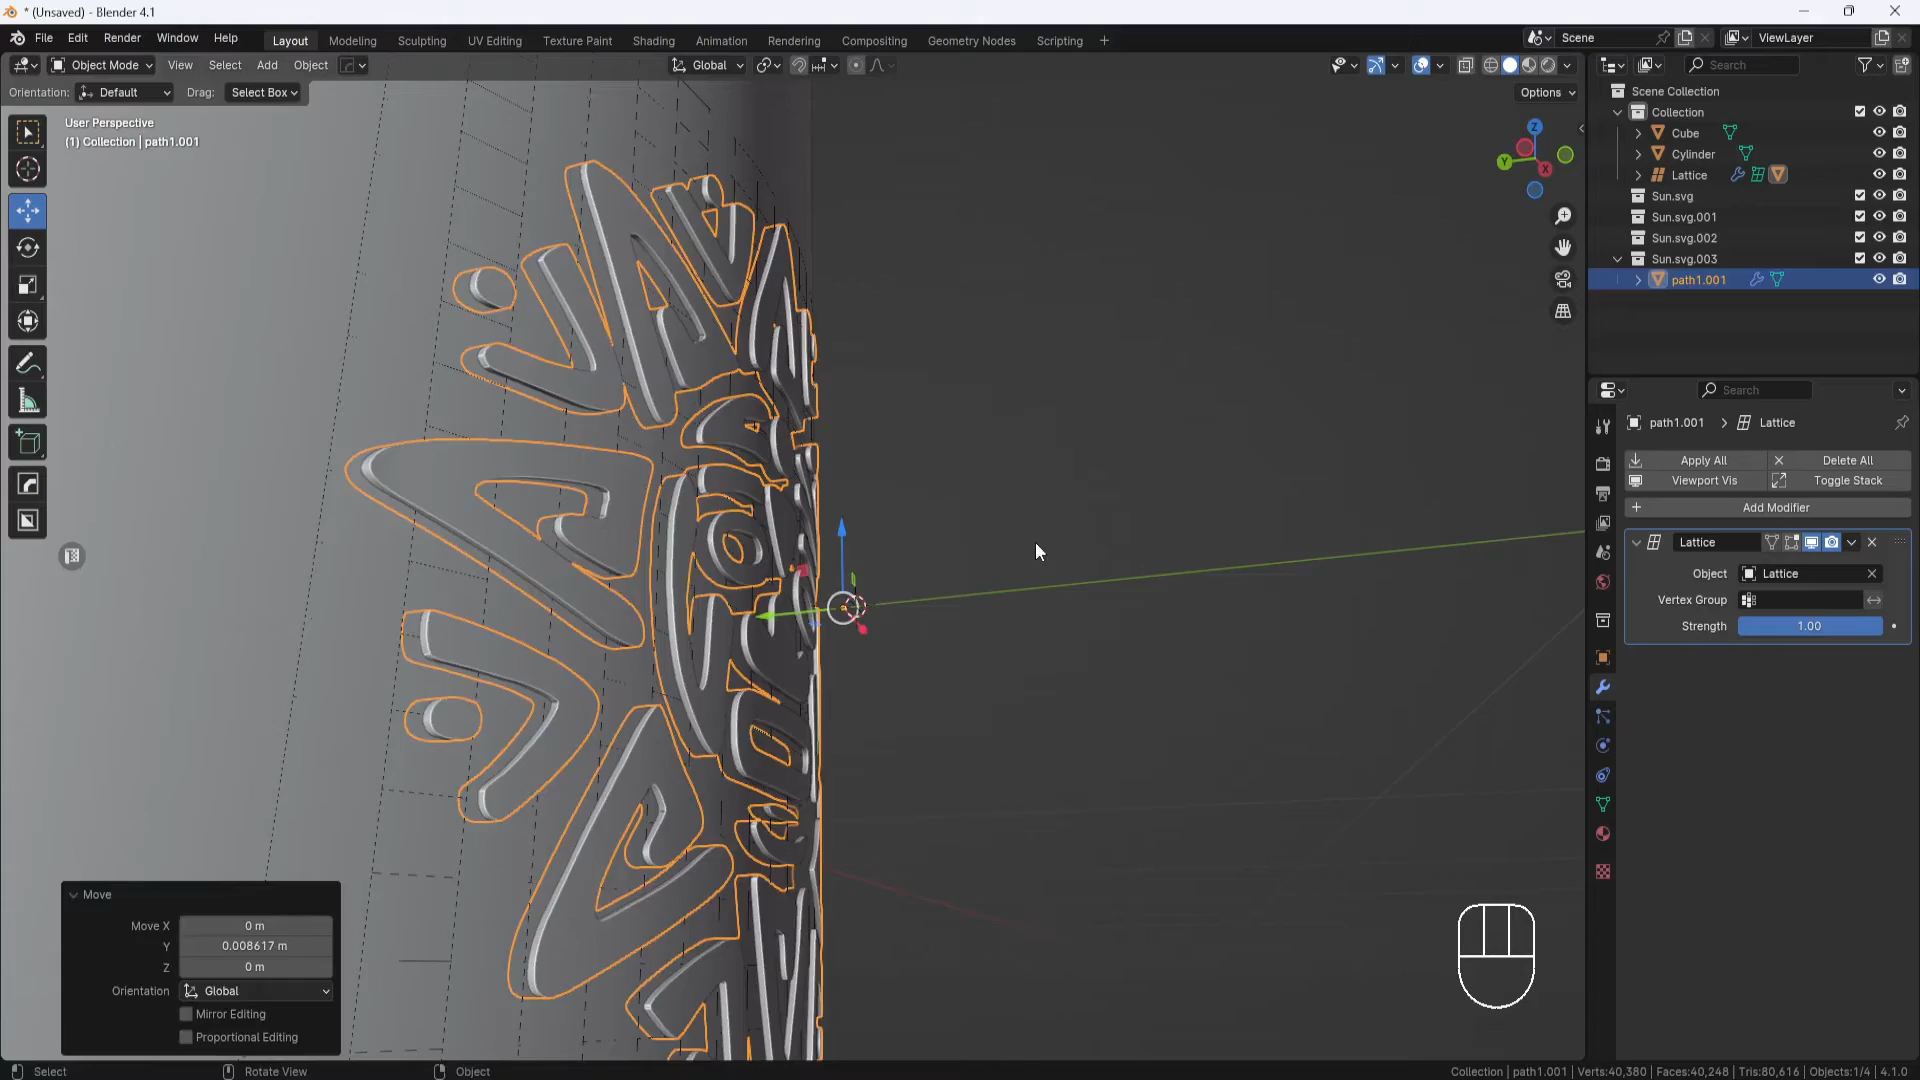 * (Unsaved) - Blender 4.1
File Edit Render Window Help
Layout Modeling Sculpting UV Editing Texture Paint Shading Animation Rendering Compositing Geometry Nodes Scripting +
Scene
ViewLayer
Object Mode View Select Add Object
Global
Search
Orientation: Default Drag: Select Box
Options
User Perspective
(1) Collection | path1.001
Z
Y
X
Scene Collection
Collection
Cube
Cylinder
Lattice
Sun.svg
Sun.svg.001
Sun.svg.002
Sun.svg.003
path1.001
Search
path1.001 > Lattice
Apply All
Delete All
Viewport Vis
Toggle Stack
Add Modifier
Lattice
Object Lattice
Vertex Group
Strength 1.00
Move
Move X 0 m
Y 0.008617 m
Z 0 m
Orientation Global
Mirror Editing
Proportional Editing
Select Rotate View Object
Collection | path1.001 | Verts:40,380 | Faces:40,248 | Tris:80,616 | Objects:1/4 | 4.1.0